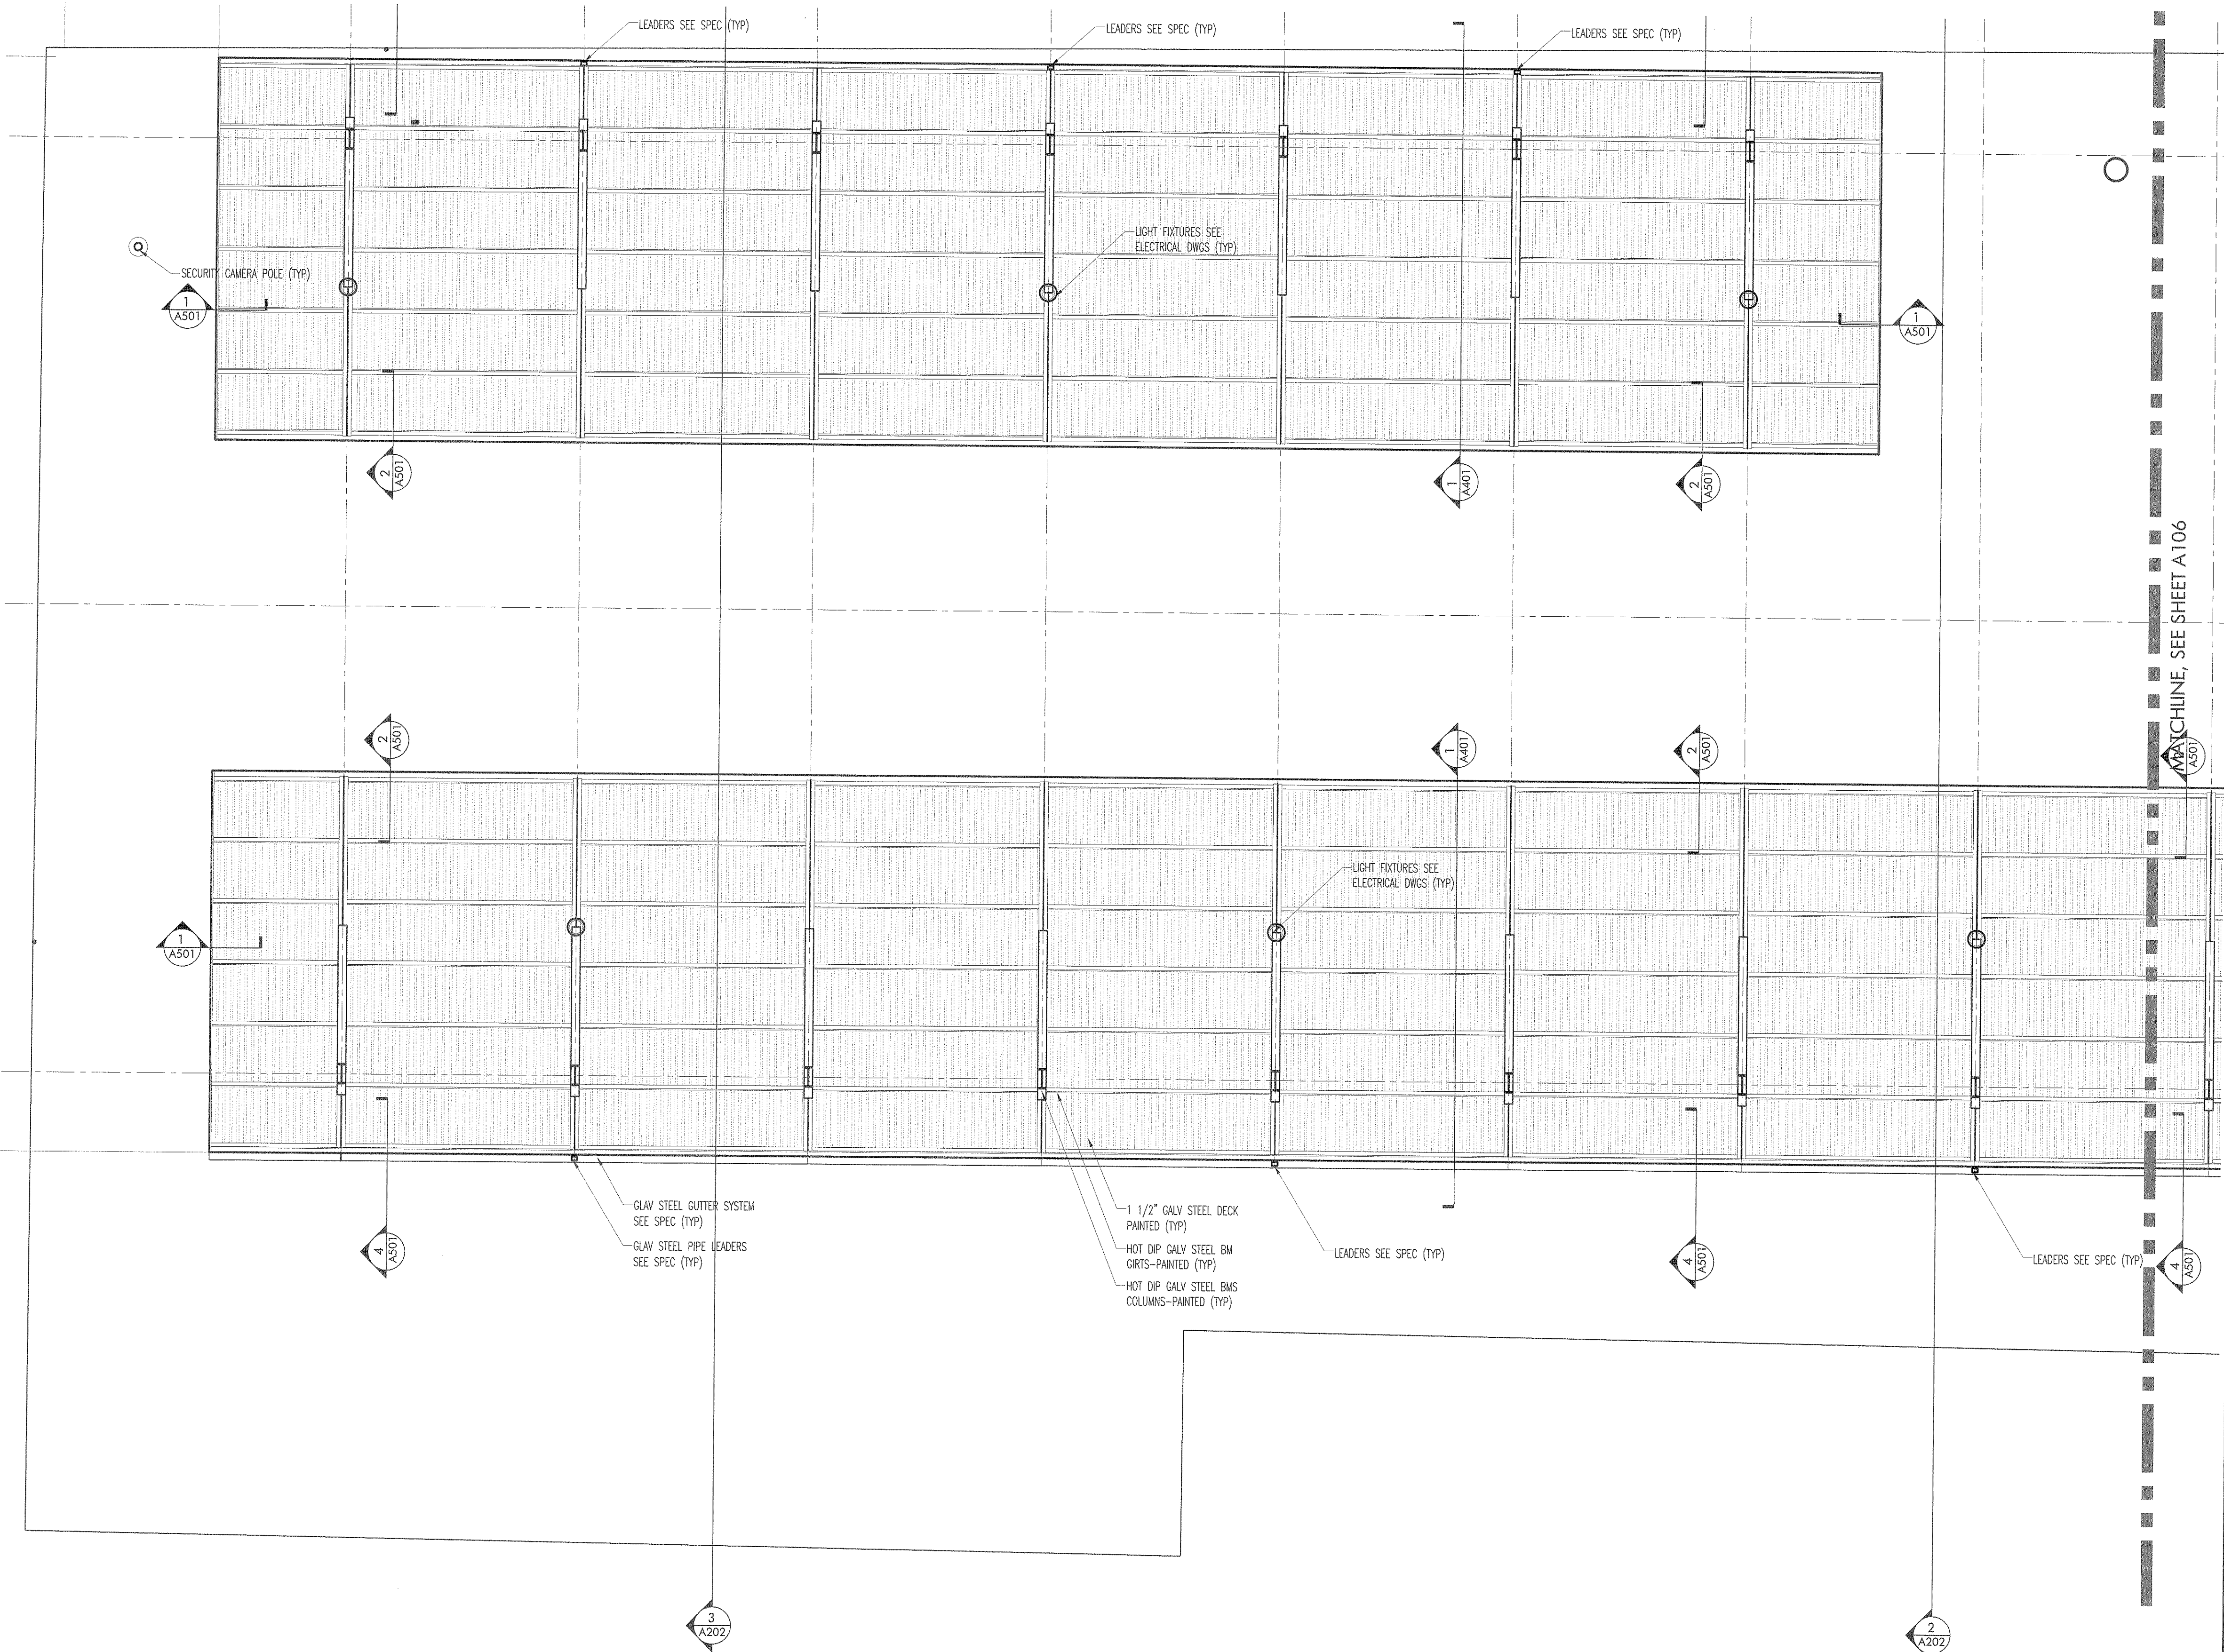 LEADERS SEE SPEC (TYP)
LEADERS SEE SPEC (TYP)
LEADERS SEE SPEC (TYP)
LIGHT FIXTURES SEE
ELECTRICAL DWGS (TYP)
SECURITY CAMERA POLE (TYP)
1
A501
1
A501
2
A501
1
A401
2
A501
MATCHLINE, SEE SHEET A106
2
A501
1
A401
2
A501
A501
LIGHT FIXTURES SEE
ELECTRICAL DWGS (TYP)
1
A501
GLAV STEEL GUTTER SYSTEM
SEE SPEC (TYP)
GLAV STEEL PIPE LEADERS
SEE SPEC (TYP)
1 1/2" GALV STEEL DECK
PAINTED (TYP)
HOT DIP GALV STEEL BM
GIRTS-PAINTED (TYP)
HOT DIP GALV STEEL BMS
COLUMNS-PAINTED (TYP)
LEADERS SEE SPEC (TYP)
LEADERS SEE SPEC (TYP)
4
A501
4
A501
4
A501
3
A202
2
A202